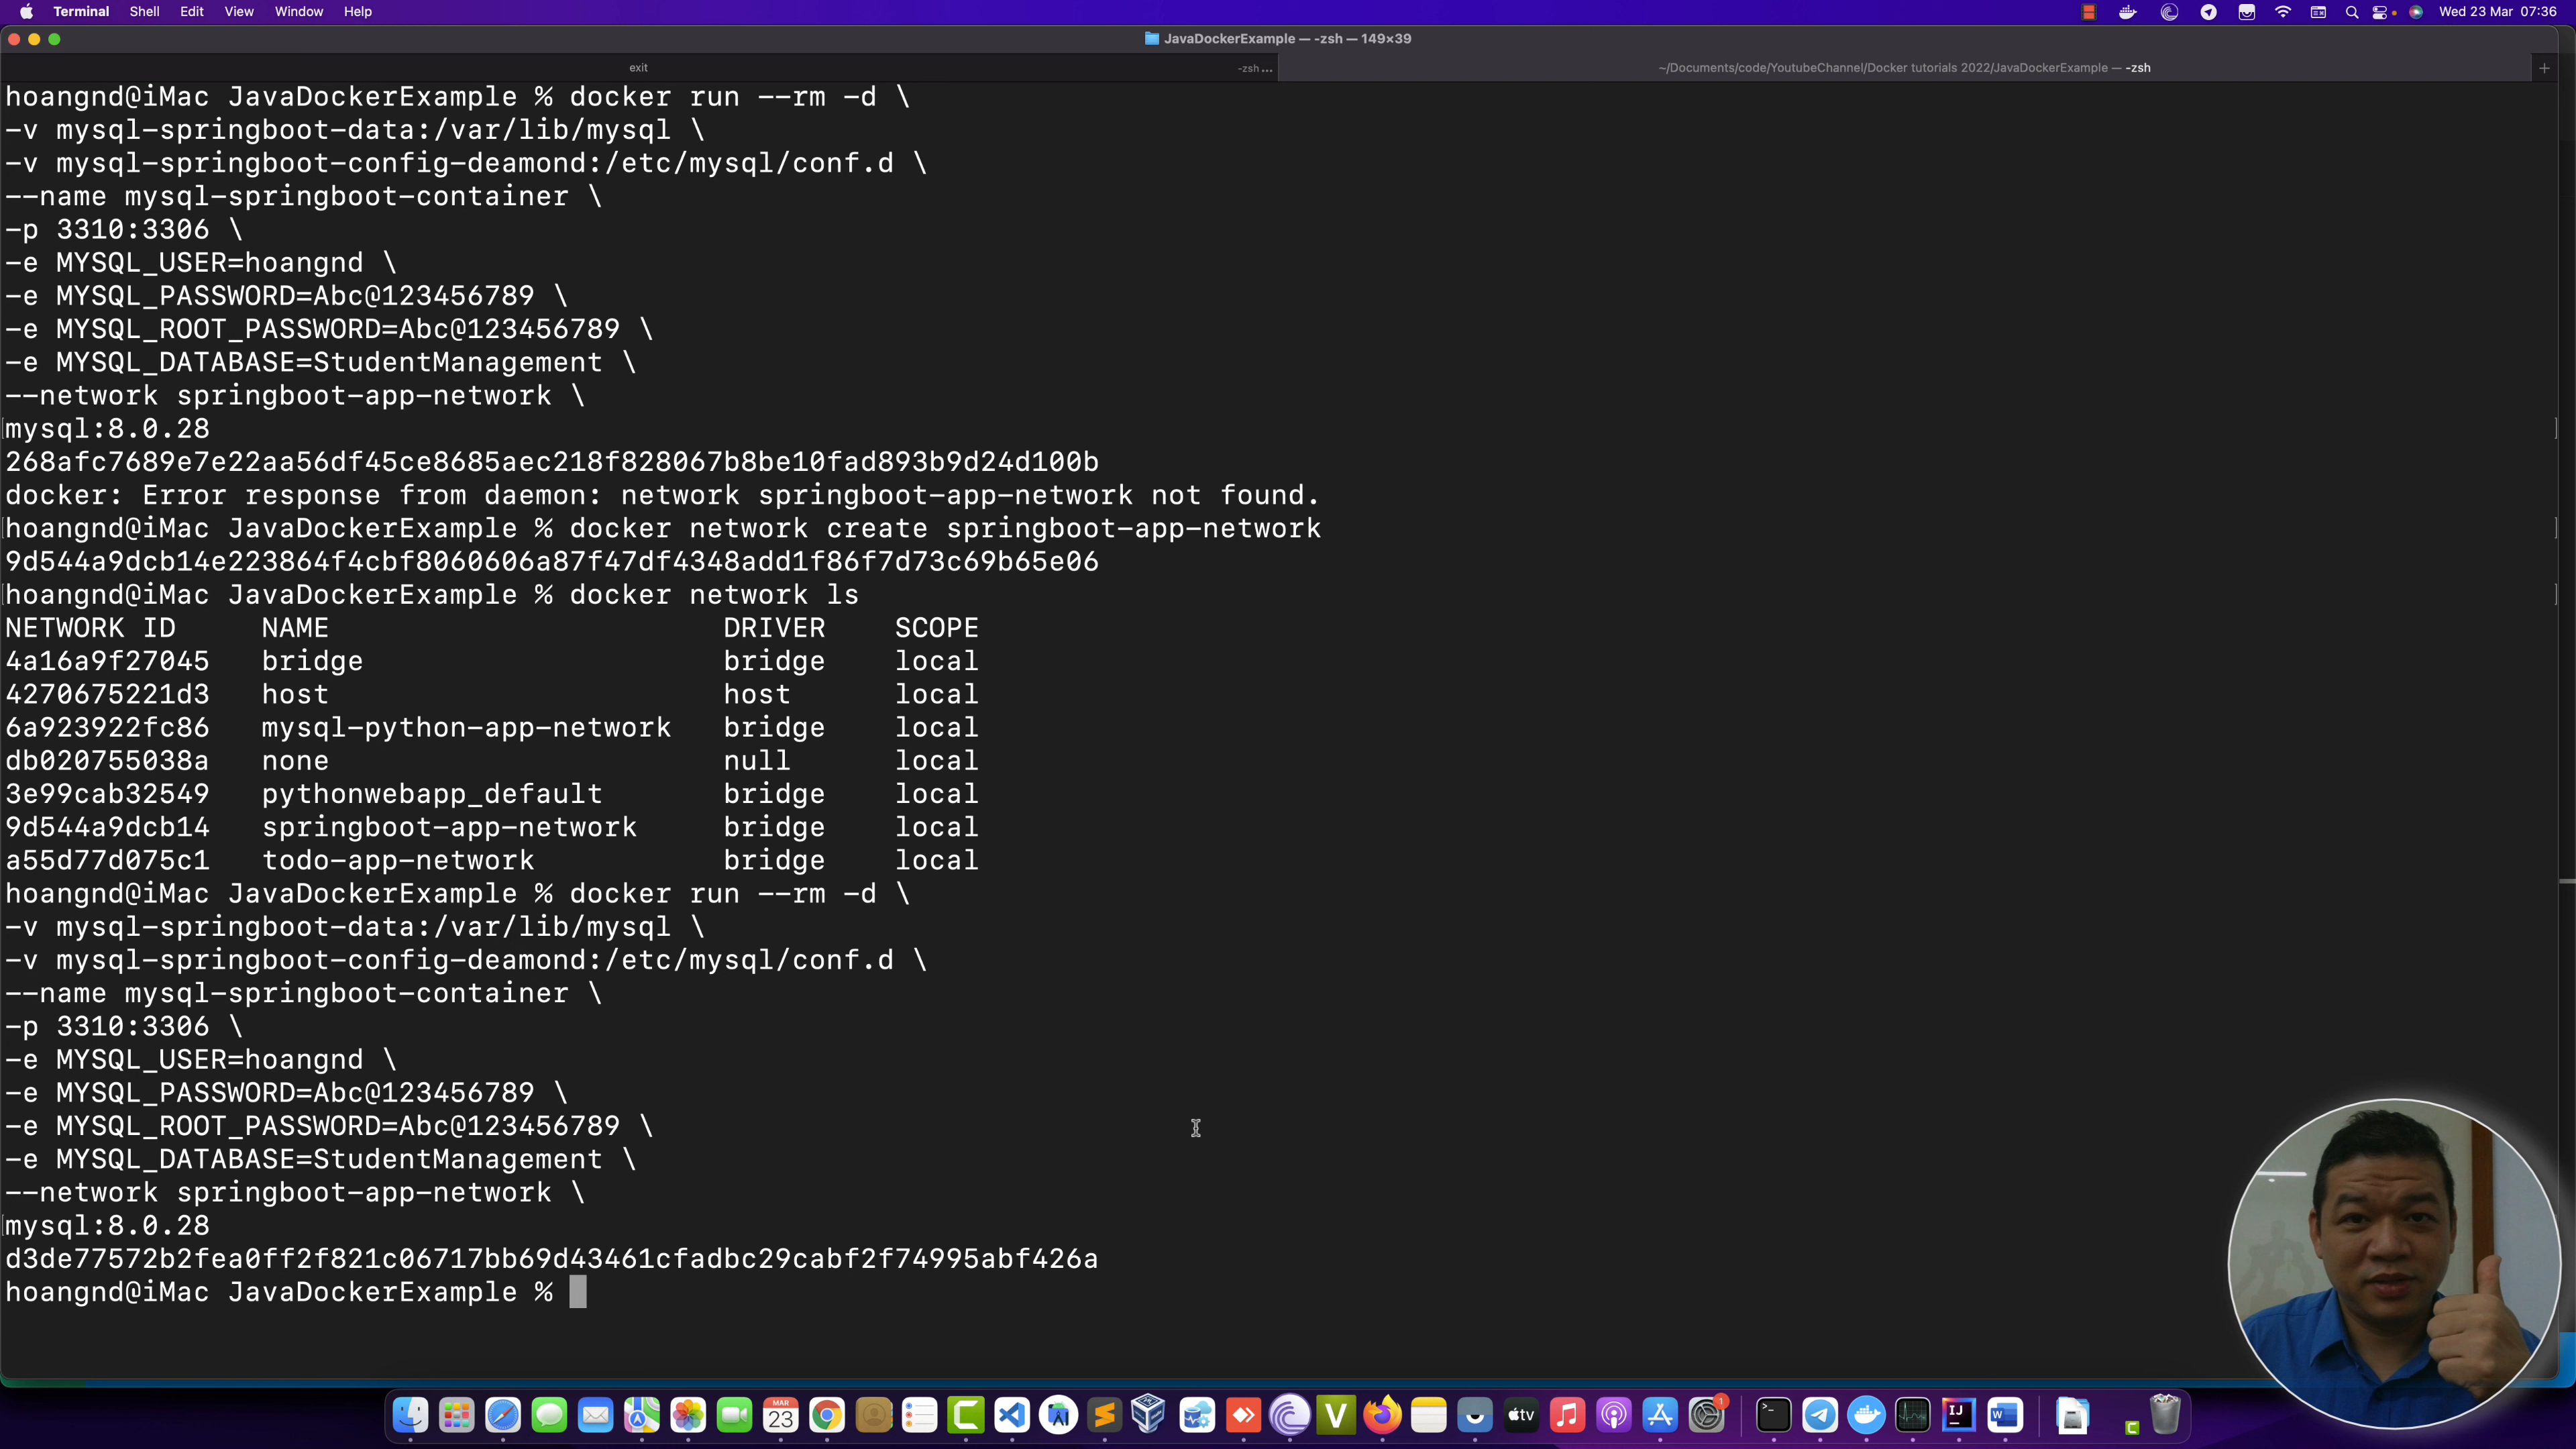 Terminal Shell Edit View Window Help Wed 23 Mar 07:36
JavaDockerExample — -zsh — 149×39
exit -zsh ... ~/Documents/code/YoutubeChannel/Docker tutorials 2022/JavaDockerExample — -zsh
hoangnd@iMac JavaDockerExample % docker run --rm -d \
-v mysql-springboot-data:/var/lib/mysql \
-v mysql-springboot-config-deamond:/etc/mysql/conf.d \
--name mysql-springboot-container \
-p 3310:3306 \
-e MYSQL_USER=hoangnd \
-e MYSQL_PASSWORD=Abc@123456789 \
-e MYSQL_ROOT_PASSWORD=Abc@123456789 \
-e MYSQL_DATABASE=StudentManagement \
--network springboot-app-network \
mysql:8.0.28
268afc7689e7e22aa56df45ce8685aec218f828067b8be10fad893b9d24d100b
docker: Error response from daemon: network springboot-app-network not found.
hoangnd@iMac JavaDockerExample % docker network create springboot-app-network
9d544a9dcb14e223864f4cbf8060606a87f47df4348add1f86f7d73c69b65e06
hoangnd@iMac JavaDockerExample % docker network ls
NETWORK ID NAME DRIVER SCOPE
4a16a9f27045 bridge bridge local
4270675221d3 host host local
6a923922fc86 mysql-python-app-network bridge local
db020755038a none null local
3e99cab32549 pythonwebapp_default bridge local
9d544a9dcb14 springboot-app-network bridge local
a55d77d075c1 todo-app-network bridge local
hoangnd@iMac JavaDockerExample % docker run --rm -d \
-v mysql-springboot-data:/var/lib/mysql \
-v mysql-springboot-config-deamond:/etc/mysql/conf.d \
--name mysql-springboot-container \
-p 3310:3306 \
-e MYSQL_USER=hoangnd \
-e MYSQL_PASSWORD=Abc@123456789 \
-e MYSQL_ROOT_PASSWORD=Abc@123456789 \
-e MYSQL_DATABASE=StudentManagement \
--network springboot-app-network \
mysql:8.0.28
d3de77572b2fea0ff2f821c06717bb69d43461cfadbc29cabf2f74995abf426a
hoangnd@iMac JavaDockerExample %
MAR
23
tv
1
IJ
W